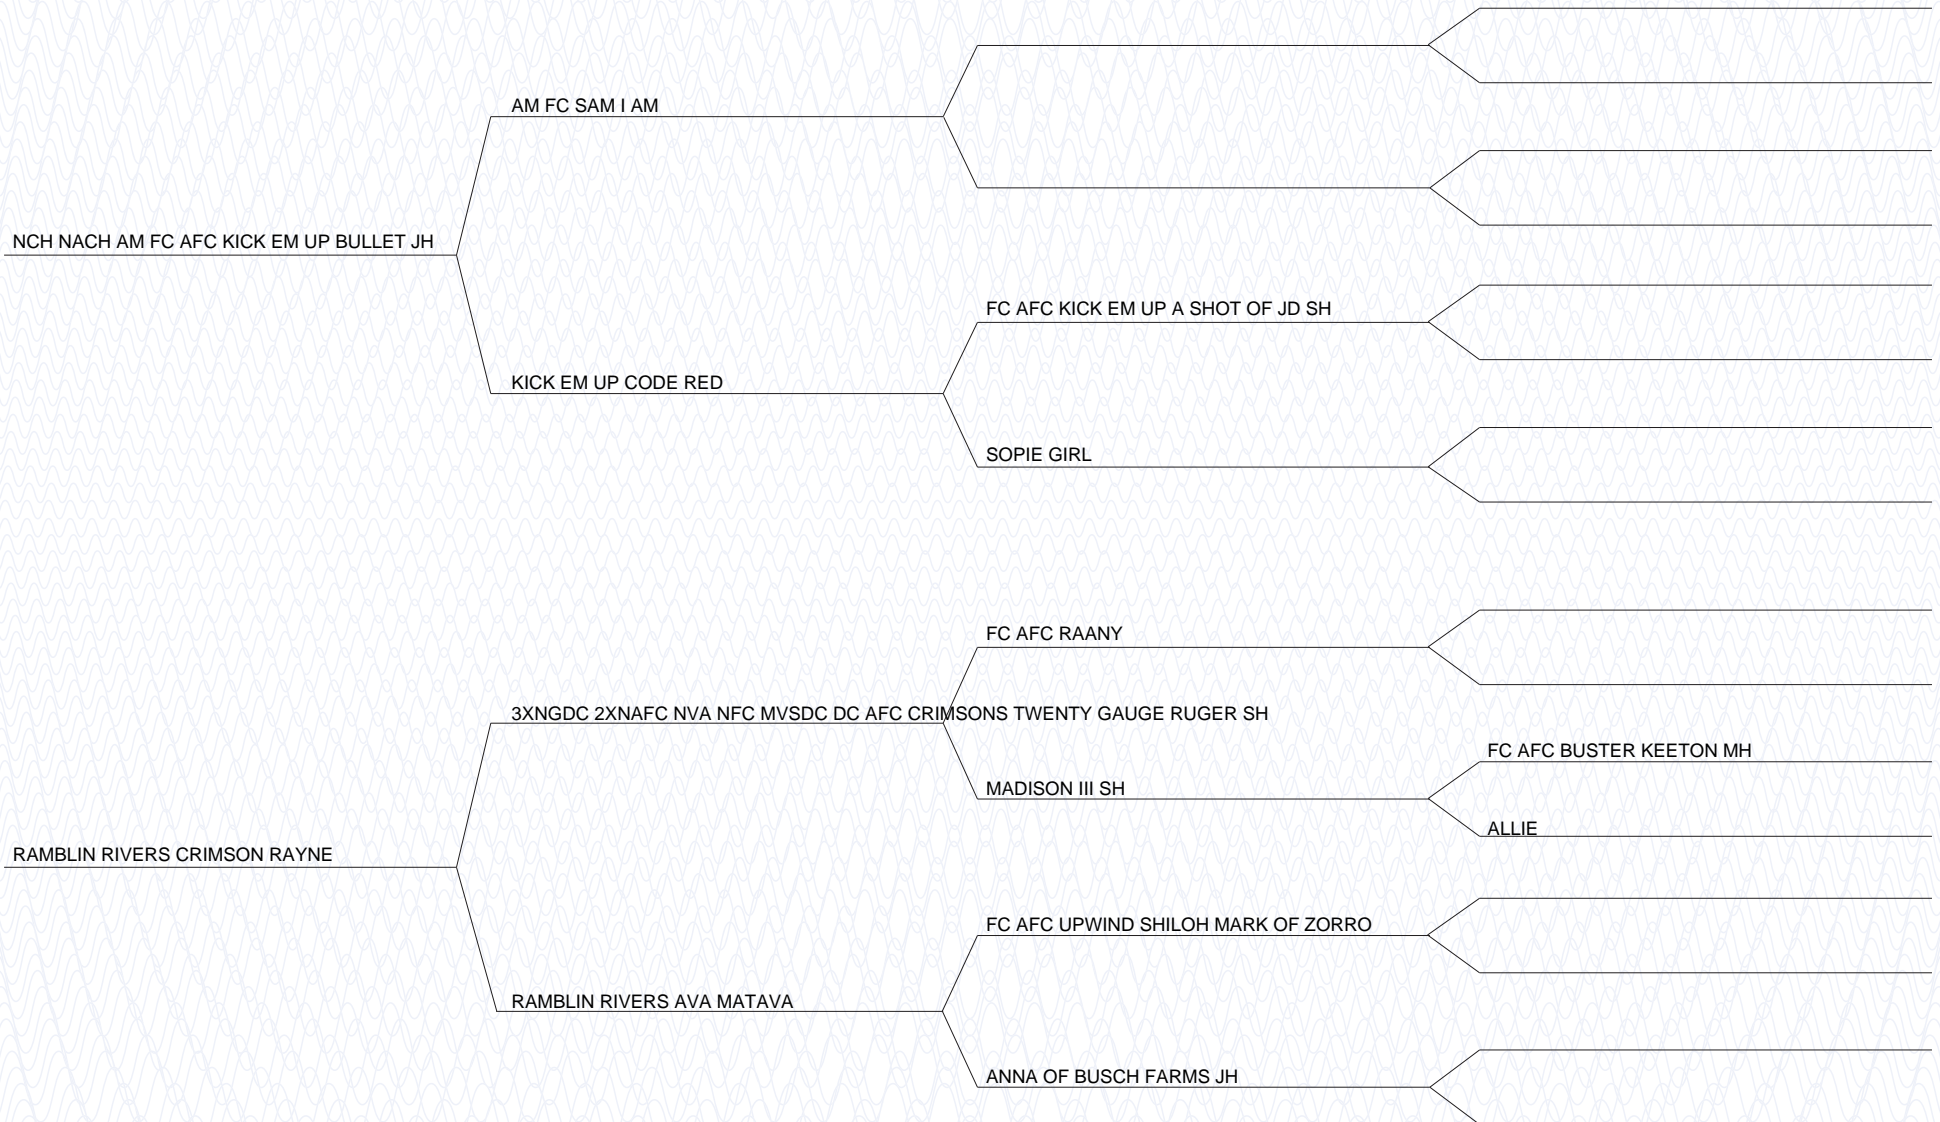 AM FC SAM I AM
NCH NACH AM FC AFC KICK EM UP BULLET JH
FC AFC KICK EM UP A SHOT OF JD SH
KICK EM UP CODE RED
SOPIE GIRL
FC AFC RAANY
3XNGDC 2XNAFC NVA NFC MVSDC DC AFC CRIMSONS TWENTY GAUGE RUGER SH
FC AFC BUSTER KEETON MH
MADISON III SH
ALLIE
RAMBLIN RIVERS CRIMSON RAYNE
FC AFC UPWIND SHILOH MARK OF ZORRO
RAMBLIN RIVERS AVA MATAVA
ANNA OF BUSCH FARMS JH